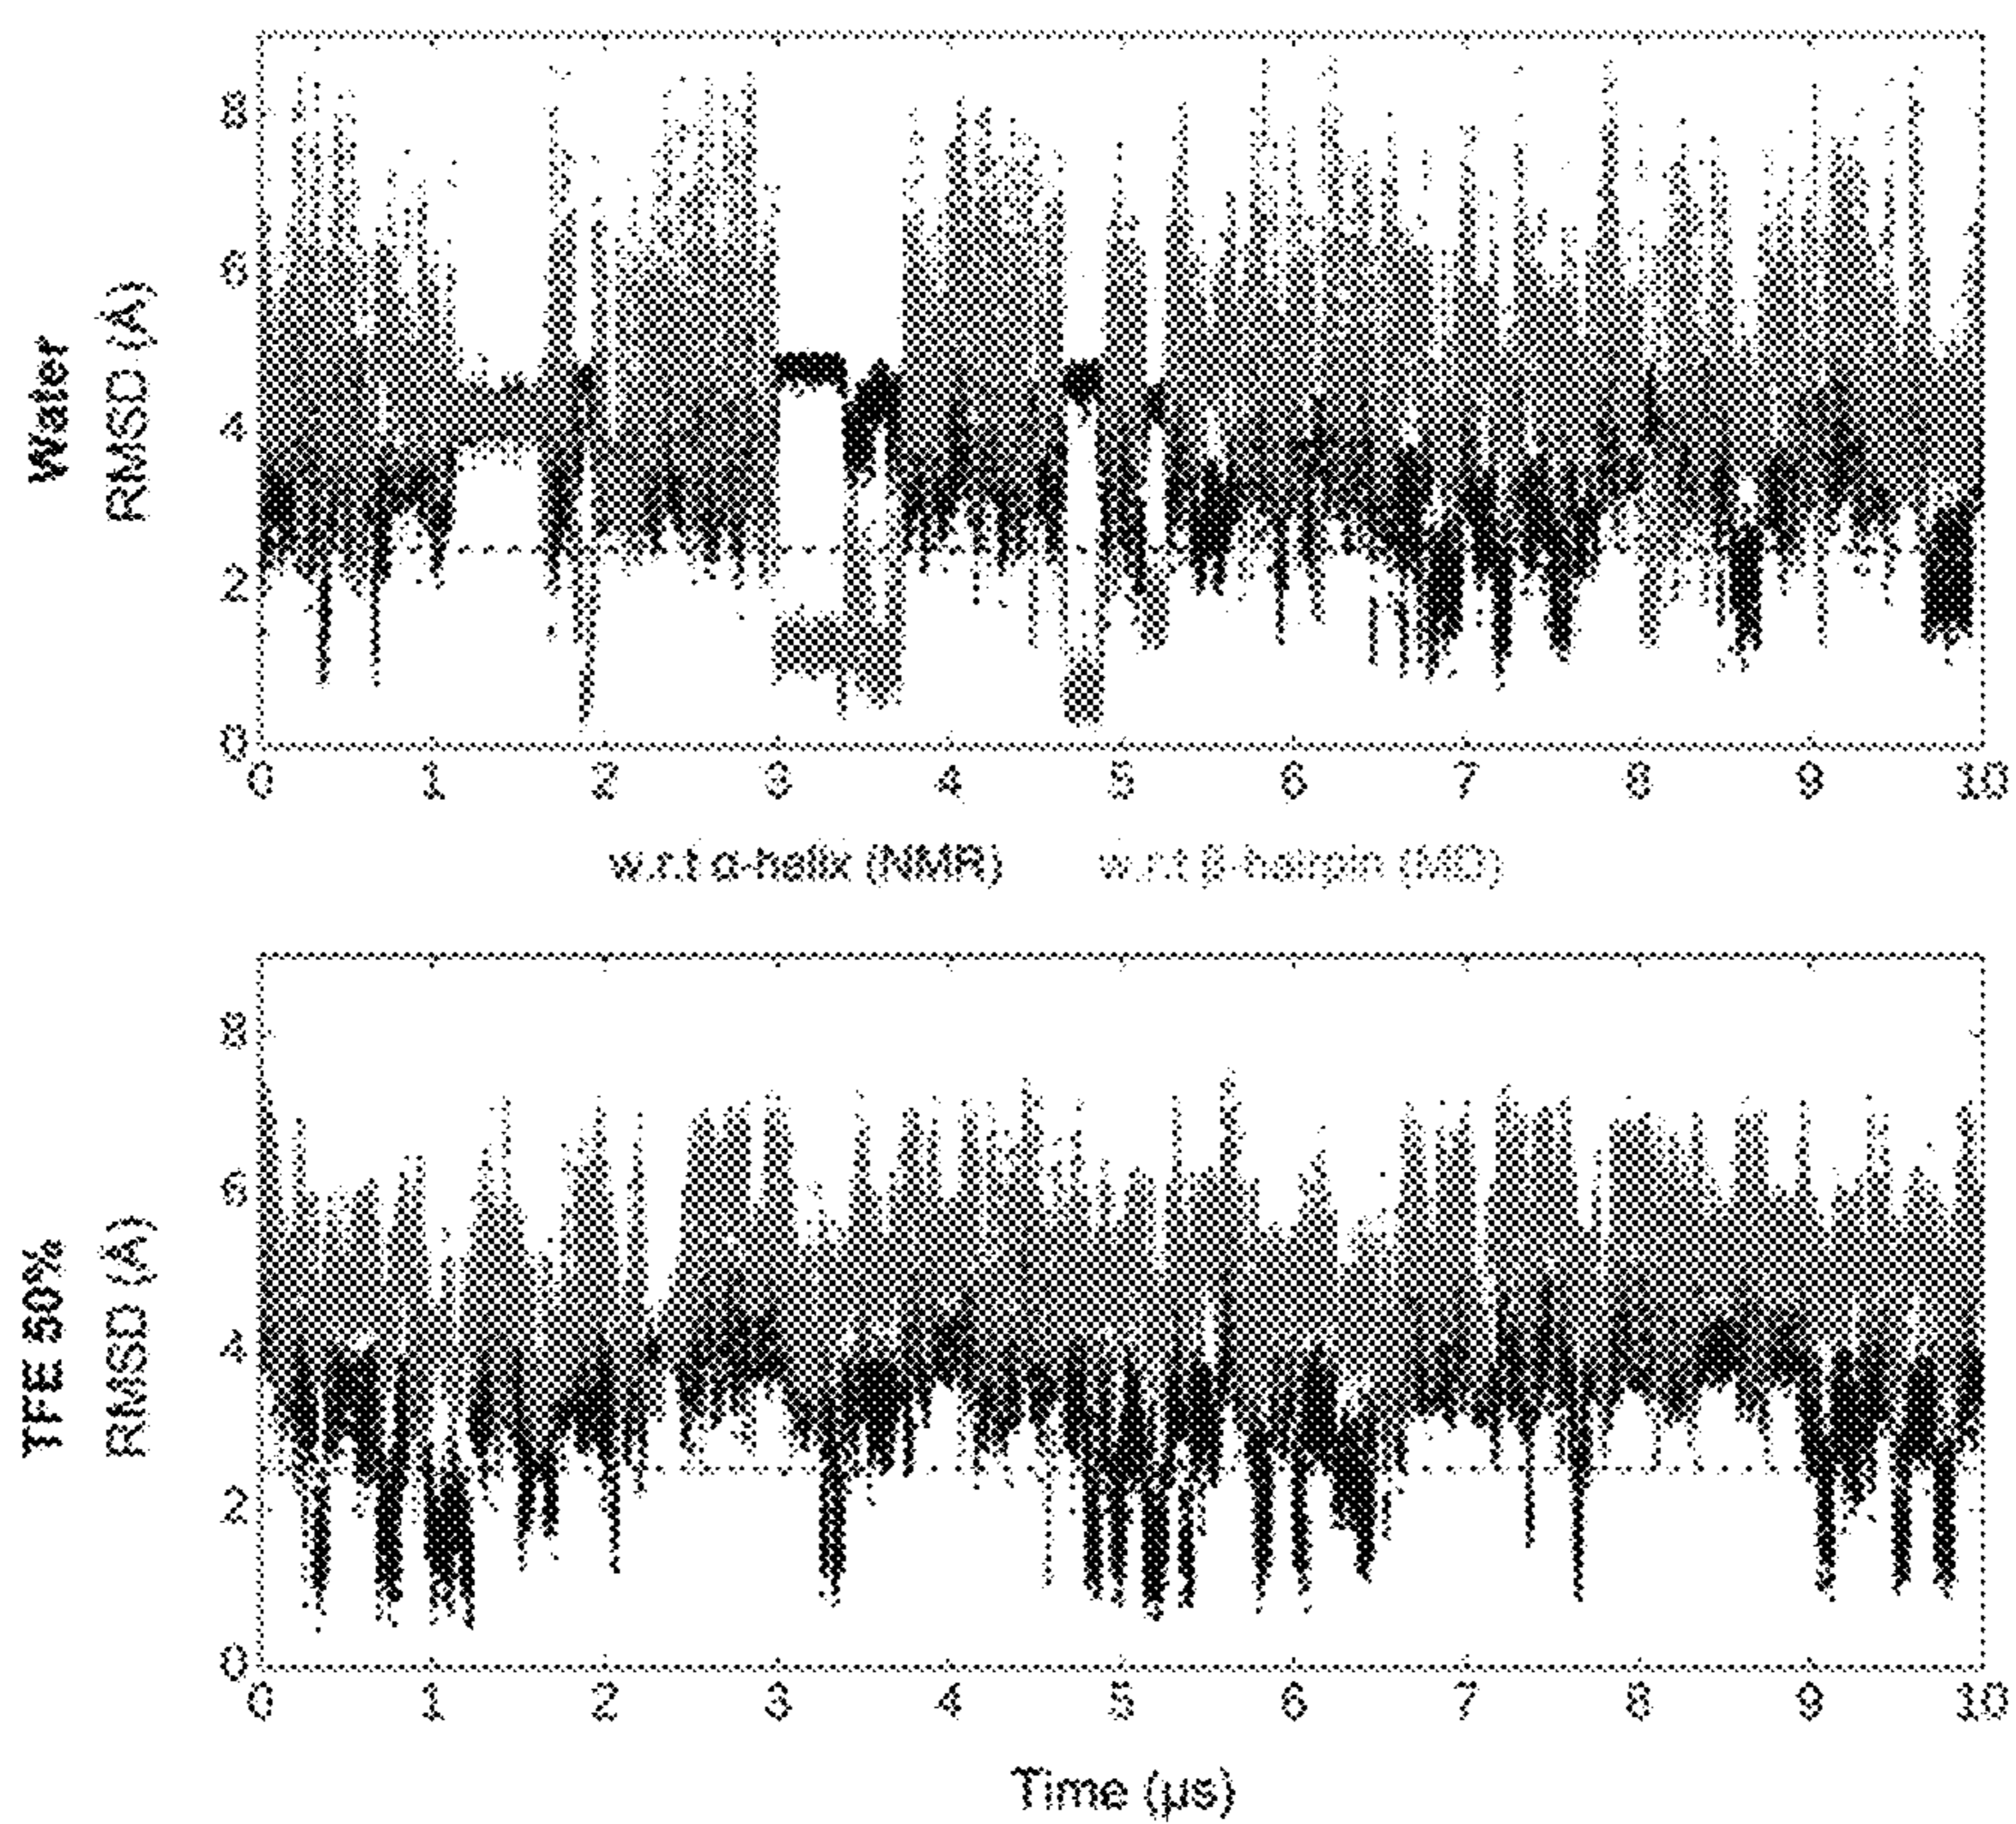 Water
RMSD (Å)
8
6
4
2
0
0 1 2 3 4 5 6 7 8 9 10
w.r.t α-helix (NMR) w.r.t β-hairpin (MD)
TFE 50%
RMSD (Å)
8
6
4
2
0
0 1 2 3 4 5 6 7 8 9 10
Time (µs)